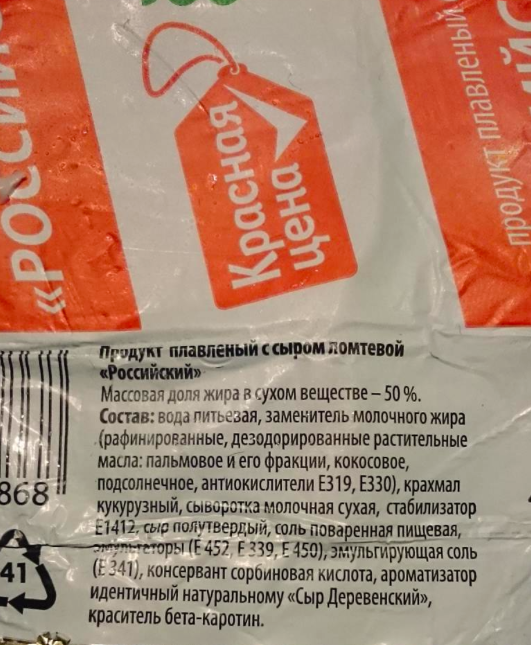 «РОССИЙС
Красная
цена
продукт плавленый
Продукт плавленый с сыром ломтевой
«Российский»
Массовая доля жира в сухом веществе – 50 %.
Состав: вода питьевая, заменитель молочного жира
(рафинированные, дезодорированные растительные
масла: пальмовое и его фракции, кокосовое,
подсолнечное, антиокислители Е319, Е330), крахмал
кукурузный, сыворотка молочная сухая, стабилизатор
Е1412, сыр полутвердый, соль поваренная пищевая,
эмульгаторы (Е 452, Е 339, Е 450), эмульгирующая соль
(Е 341), консервант сорбиновая кислота, ароматизатор
идентичный натуральному «Сыр Деревенский»,
краситель бета-каротин.
868
41